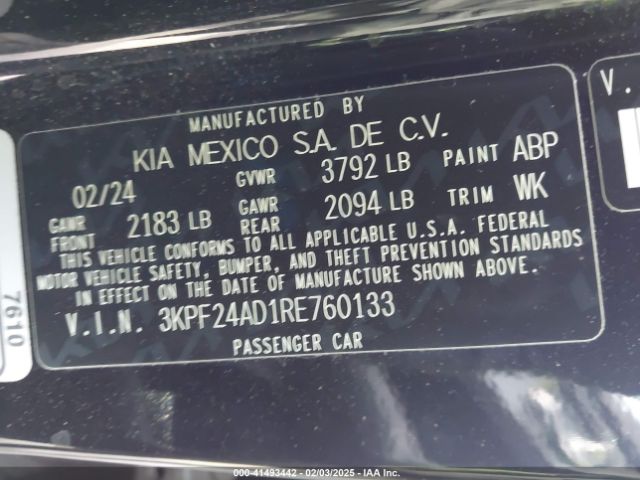 MANUFACTURED BY
KIA MEXICO S.A. DE C.V.
02/24 GVWR 3792 LB PAINT ABP
GAWR FRONT 2183 LB GAWR REAR 2094 LB TRIM WK
THIS VEHICLE CONFORMS TO ALL APPLICABLE U.S.A. FEDERAL
MOTOR VEHICLE SAFETY, BUMPER, AND THEFT PREVENTION STANDARDS
IN EFFECT ON THE DATE OF MANUFACTURE SHOWN ABOVE.
V.I.N. 3KPF24AD1RE760133
PASSENGER CAR
7610
V.
OFFSITE - 41493442 - 02/03/2025 - IAA Inc.